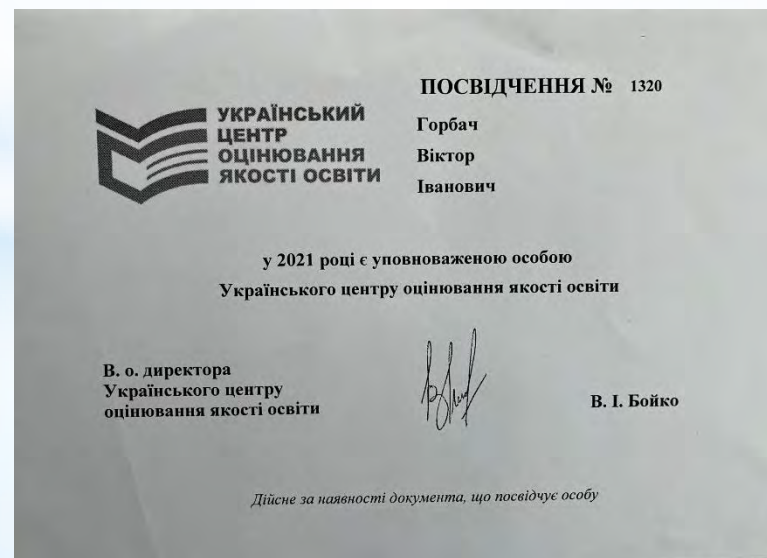 УКРАЇНСЬКИЙ
ЦЕНТР
ОЦІНЮВАННЯ
ЯКОСТІ ОСВІТИ
ПОСВІДЧЕННЯ № 1320
Горбач
Віктор
Іванович
у 2021 році є уповноваженою особою
Українського центру оцінювання якості освіти
В. о. директора
Українського центру
оцінювання якості освіти
В. І. Бойко
Дійсне за наявності документа, що посвідчує особу